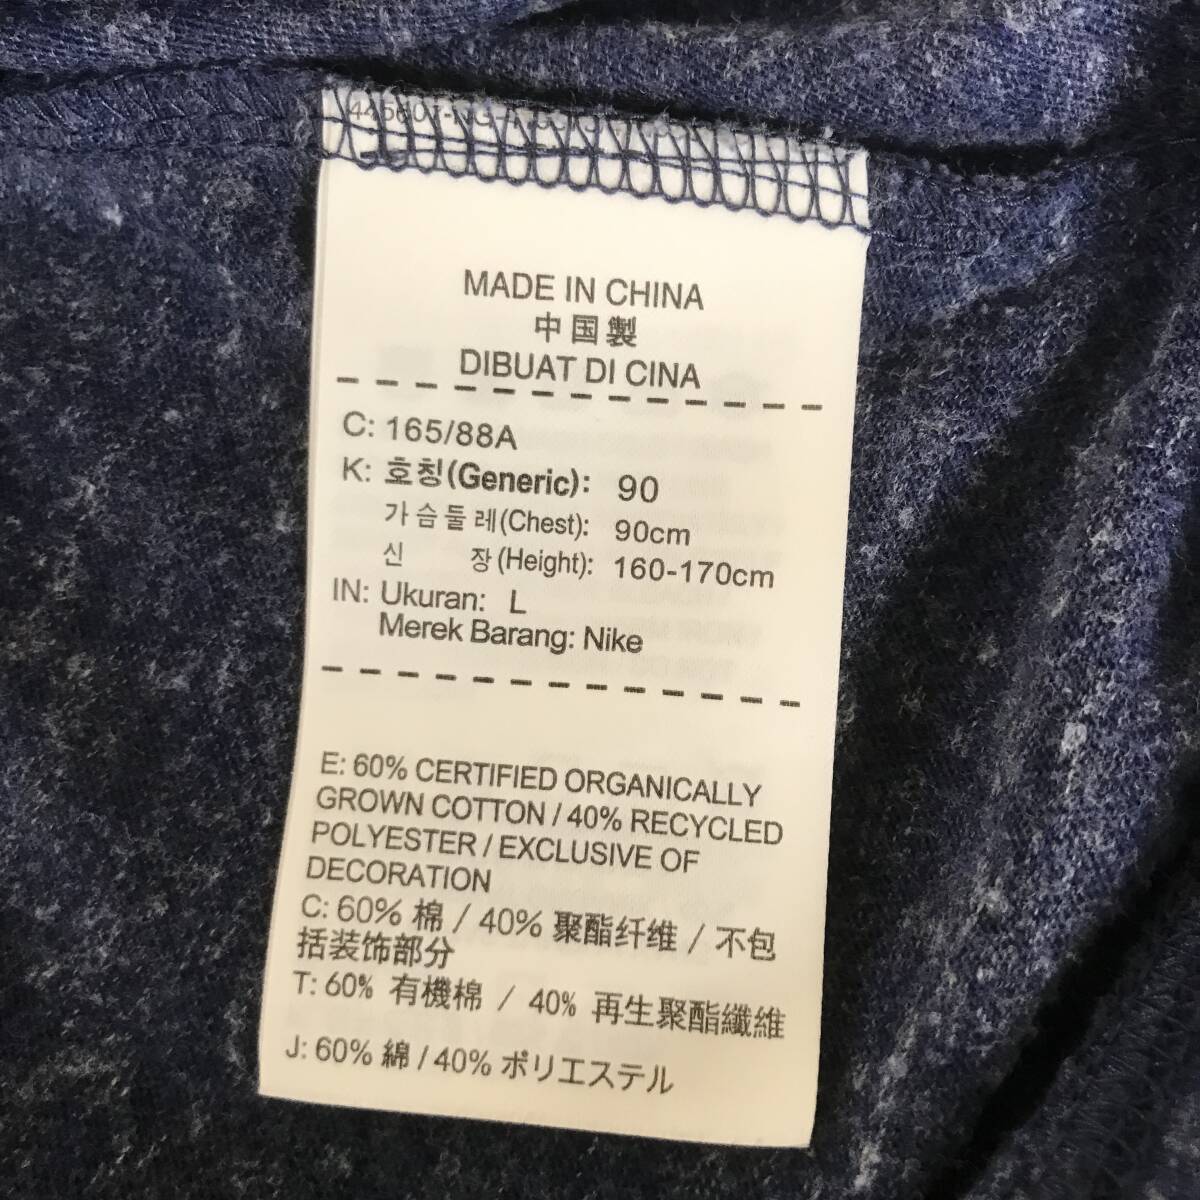 MADE IN CHINA
中国製
DIBUAT DI CINA
C: 165/88A
K: 호칭(Generic): 90
가슴둘레(Chest): 90cm
신 장(Height): 160-170cm
IN: Ukuran: L
Merek Barang: Nike
E: 60% CERTIFIED ORGANICALLY
GROWN COTTON / 40% RECYCLED
POLYESTER / EXCLUSIVE OF
DECORATION
C: 60% 棉 / 40% 聚酯纤维 / 不包
括装饰部分
T: 60% 有機棉 / 40% 再生聚酯纖維
J: 60% 綿 / 40% ポリエステル